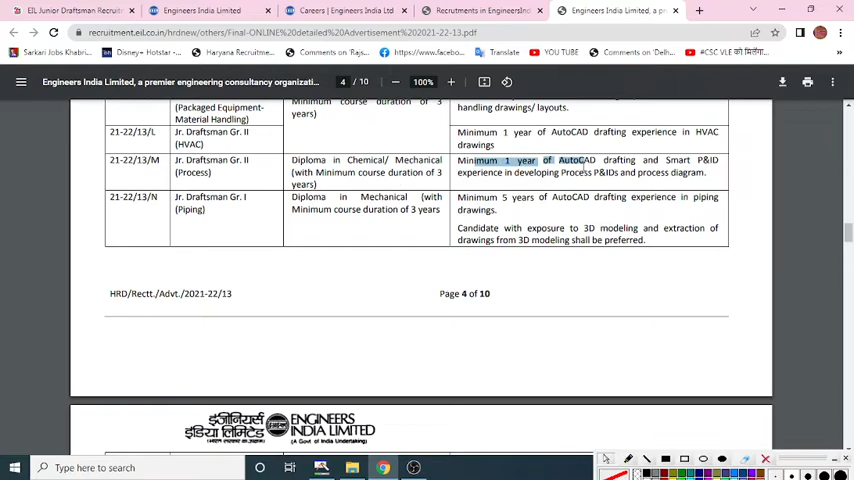 EIL Junior Draftsman Recruitm
Engineers India Limited
Careers | Engineers India Ltd
Recrutments in EngineersIndi
Engineers India Limited, a pre
recruitment.eil.co.in/hrdnew/others/Final-ONLINE%20detailed%20Advertisement%202021-22-13.pdf
Sarkari Jobs Khabri...
Disney+ Hotstar -...
Haryana Recruitme...
Comments on 'Rajs...
https://www.facebo...
Translate
YOU TUBE
Comments on 'Delh...
#CSC VLE को मिलेंगी...
Engineers India Limited, a premier engineering consultancy organizati...
4 / 10
100%
(Packaged Equipment-
Material Handling)
Minimum course duration of 3
years)
handling drawings/ layouts.
21-22/13/L
Jr. Draftsman Gr. II
(HVAC)
Minimum 1 year of AutoCAD drafting experience in HVAC
drawings
21-22/13/M
Jr. Draftsman Gr. II
(Process)
Diploma in Chemical/ Mechanical
(with Minimum course duration of 3
years)
Minimum 1 year of AutoCAD drafting and Smart P&ID
experience in developing Process P&IDs and process diagram.
21-22/13/N
Jr. Draftsman Gr. I
(Piping)
Diploma in Mechanical (with
Minimum course duration of 3 years
Minimum 5 years of AutoCAD drafting experience in piping
drawings.
Candidate with exposure to 3D modeling and extraction of
drawings from 3D modeling shall be preferred.
HRD/Rectt./Advt./2021-22/13
Page 4 of 10
इंजीनियर्स
इंडिया लिमिटेड
ENGINEERS
INDIA LIMITED
(A Govt. of India Undertaking)
Type here to search